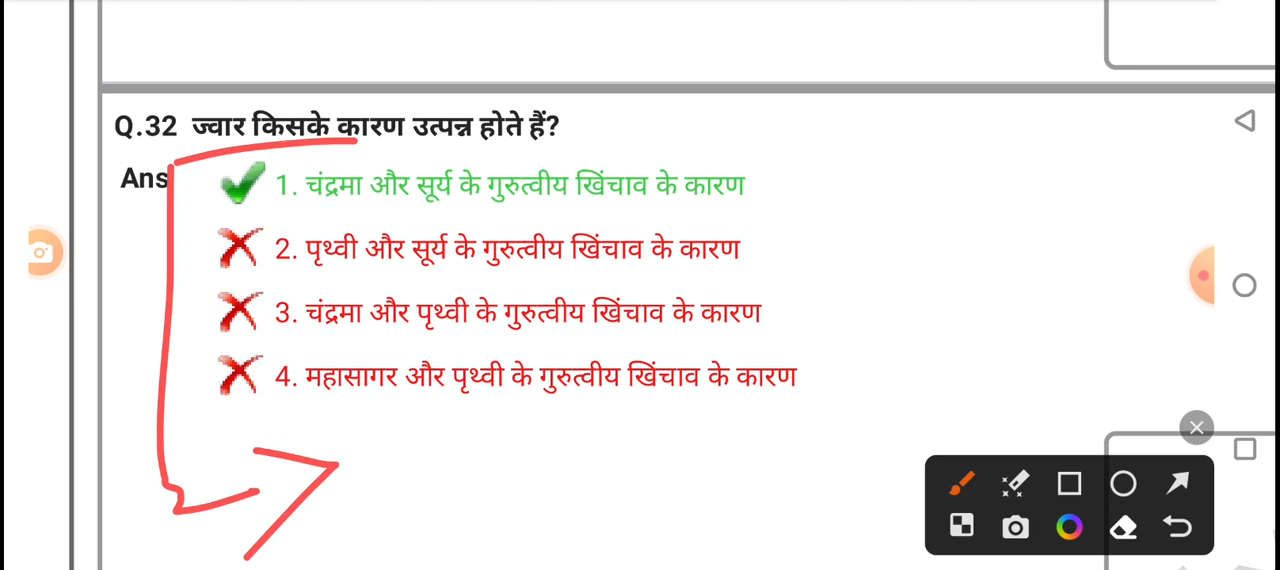 Q.32 ज्वार किसके कारण उत्पन्न होते हैं?
Ans
1. चंद्रमा और सूर्य के गुरुत्वीय खिंचाव के कारण
2. पृथ्वी और सूर्य के गुरुत्वीय खिंचाव के कारण
3. चंद्रमा और पृथ्वी के गुरुत्वीय खिंचाव के कारण
4. महासागर और पृथ्वी के गुरुत्वीय खिंचाव के कारण